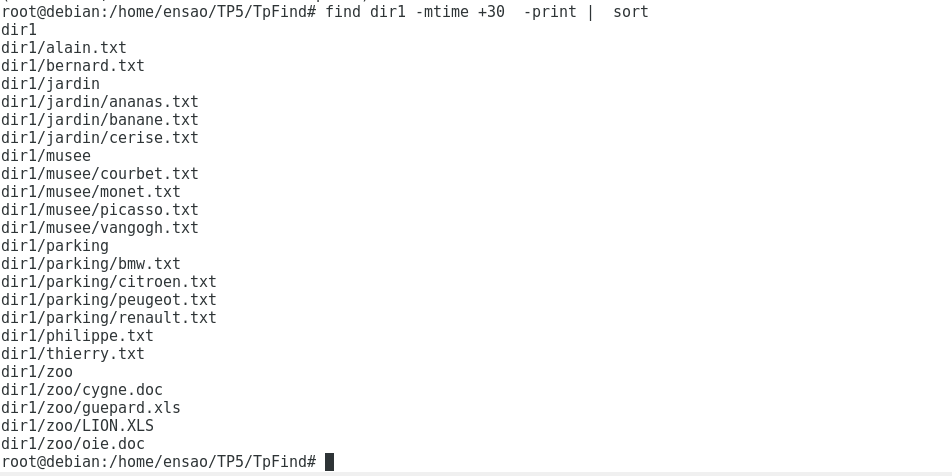 root@debian:/home/ensao/TP5/TpFind# find dir1 -mtime +30  -print |  sort
dir1
dir1/alain.txt
dir1/bernard.txt
dir1/jardin
dir1/jardin/ananas.txt
dir1/jardin/banane.txt
dir1/jardin/cerise.txt
dir1/musee
dir1/musee/courbet.txt
dir1/musee/monet.txt
dir1/musee/picasso.txt
dir1/musee/vangogh.txt
dir1/parking
dir1/parking/bmw.txt
dir1/parking/citroen.txt
dir1/parking/peugeot.txt
dir1/parking/renault.txt
dir1/philippe.txt
dir1/thierry.txt
dir1/zoo
dir1/zoo/cygne.doc
dir1/zoo/guepard.xls
dir1/zoo/LION.XLS
dir1/zoo/oie.doc
root@debian:/home/ensao/TP5/TpFind#